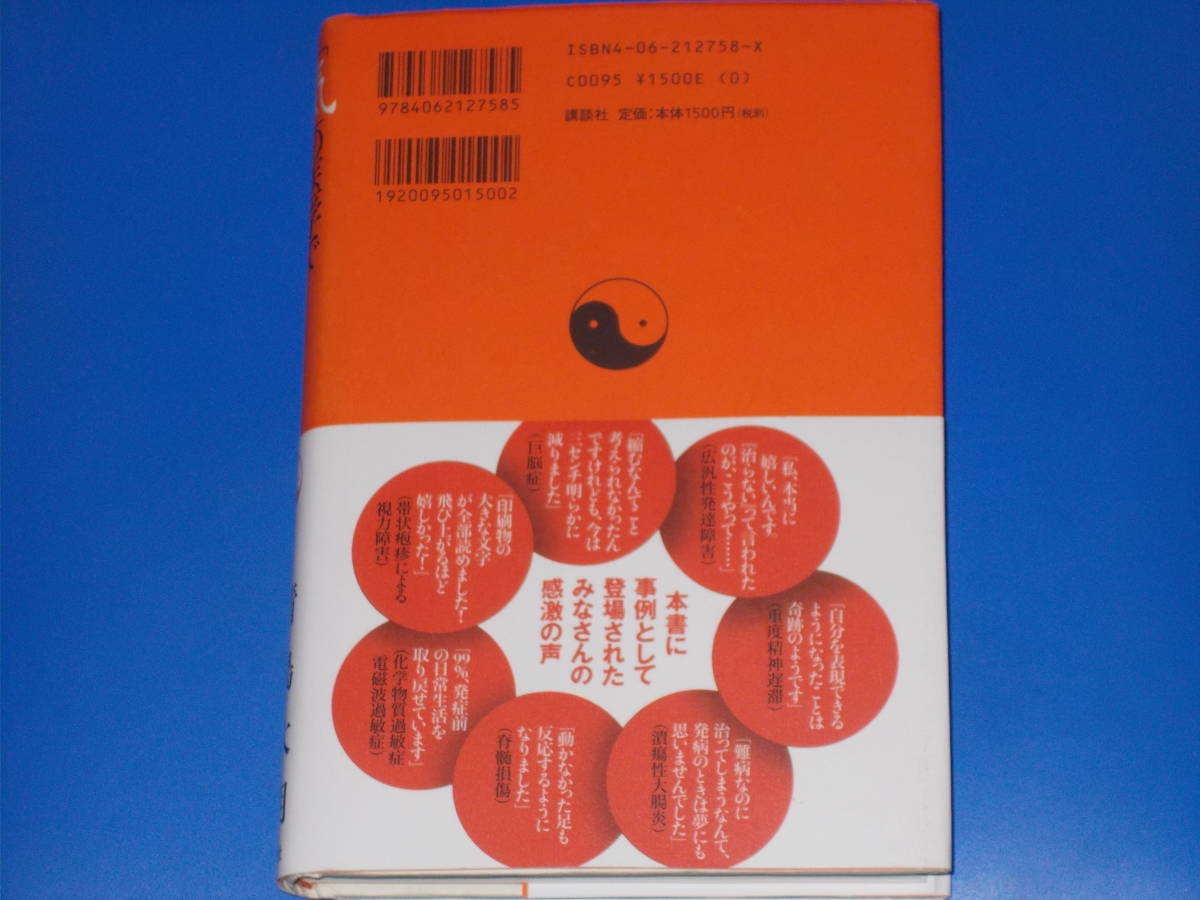 ISBN4-06-212758-X
C0095 ¥1500E (0)
講談社 定価:本体1500円(税別)
9784062127585
1920095015002
の医学で
本書に
事例として
登場された
みなさんの
感激の声
「私、本当に
嬉しいんです。
『治らない』って言われた
のが、こうやって……」
(広汎性発達障害)
「自分を表現できる
ようになったことは
奇跡のようです」
(重度精神遅滞)
「難病なのに
治ってしまうなんて、
発病のときは夢にも
思いませんでした」
(潰瘍性大腸炎)
「動かなかった足も
反応するように
なりました」
(脊髄損傷)
「99%、発症前
の日常生活を
取り戻せています」
(化学物質過敏症
電磁波過敏症)
「印刷物の
大きな文字
が全部読めました!
飛び上がるほど
嬉しかった!」
(帯状疱疹による
視力障害)
「縮むなんてこと
考えられなかったん
ですけれども、今は
三センチ明らかに
減りました」
(巨脳症)